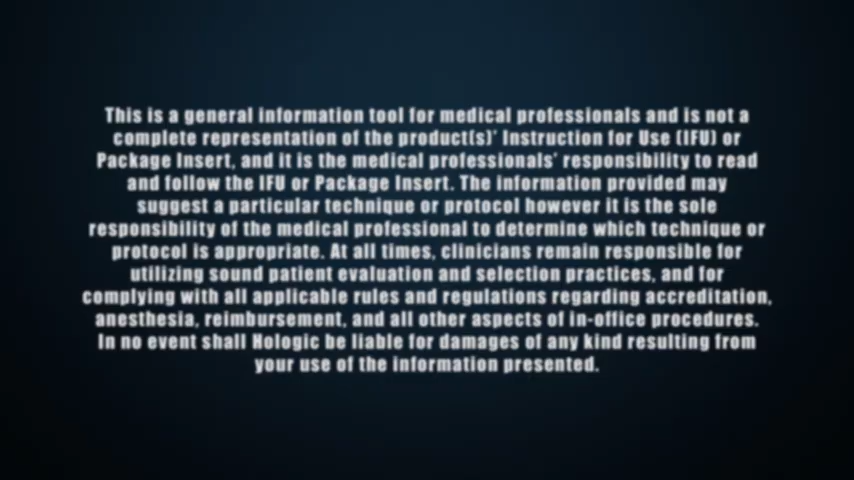 This is a general information tool for medical professionals and is not a
complete representation of the product(s)' Instruction for Use (IFU) or
Package Insert, and it is the medical professionals' responsibility to read
and follow the IFU or Package Insert. The information provided may
suggest a particular technique or protocol however it is the sole
responsibility of the medical professional to determine which technique or
protocol is appropriate. At all times, clinicians remain responsible for
utilizing sound patient evaluation and selection practices, and for
complying with all applicable rules and regulations regarding accreditation,
anesthesia, reimbursement, and all other aspects of in-office procedures.
In no event shall Hologic be liable for damages of any kind resulting from
your use of the information presented.